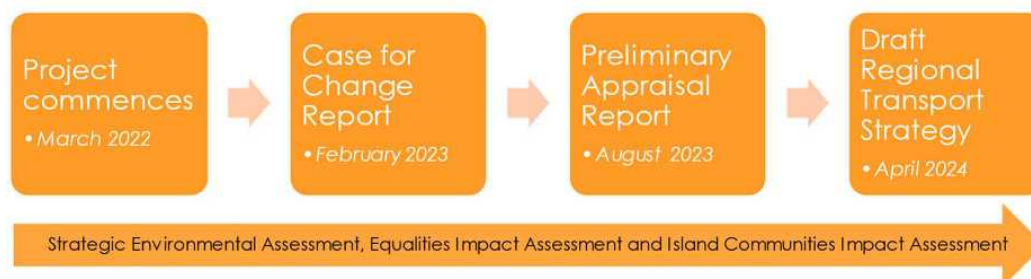 Project
commences
• March 2022
Case for
Change
Report
• February 2023
Preliminary
Appraisal
Report
• August 2023
Draft
Regional
Transport
Strategy
• April 2024
Strategic Environmental Assessment, Equalities Impact Assessment and Island Communities Impact Assessment